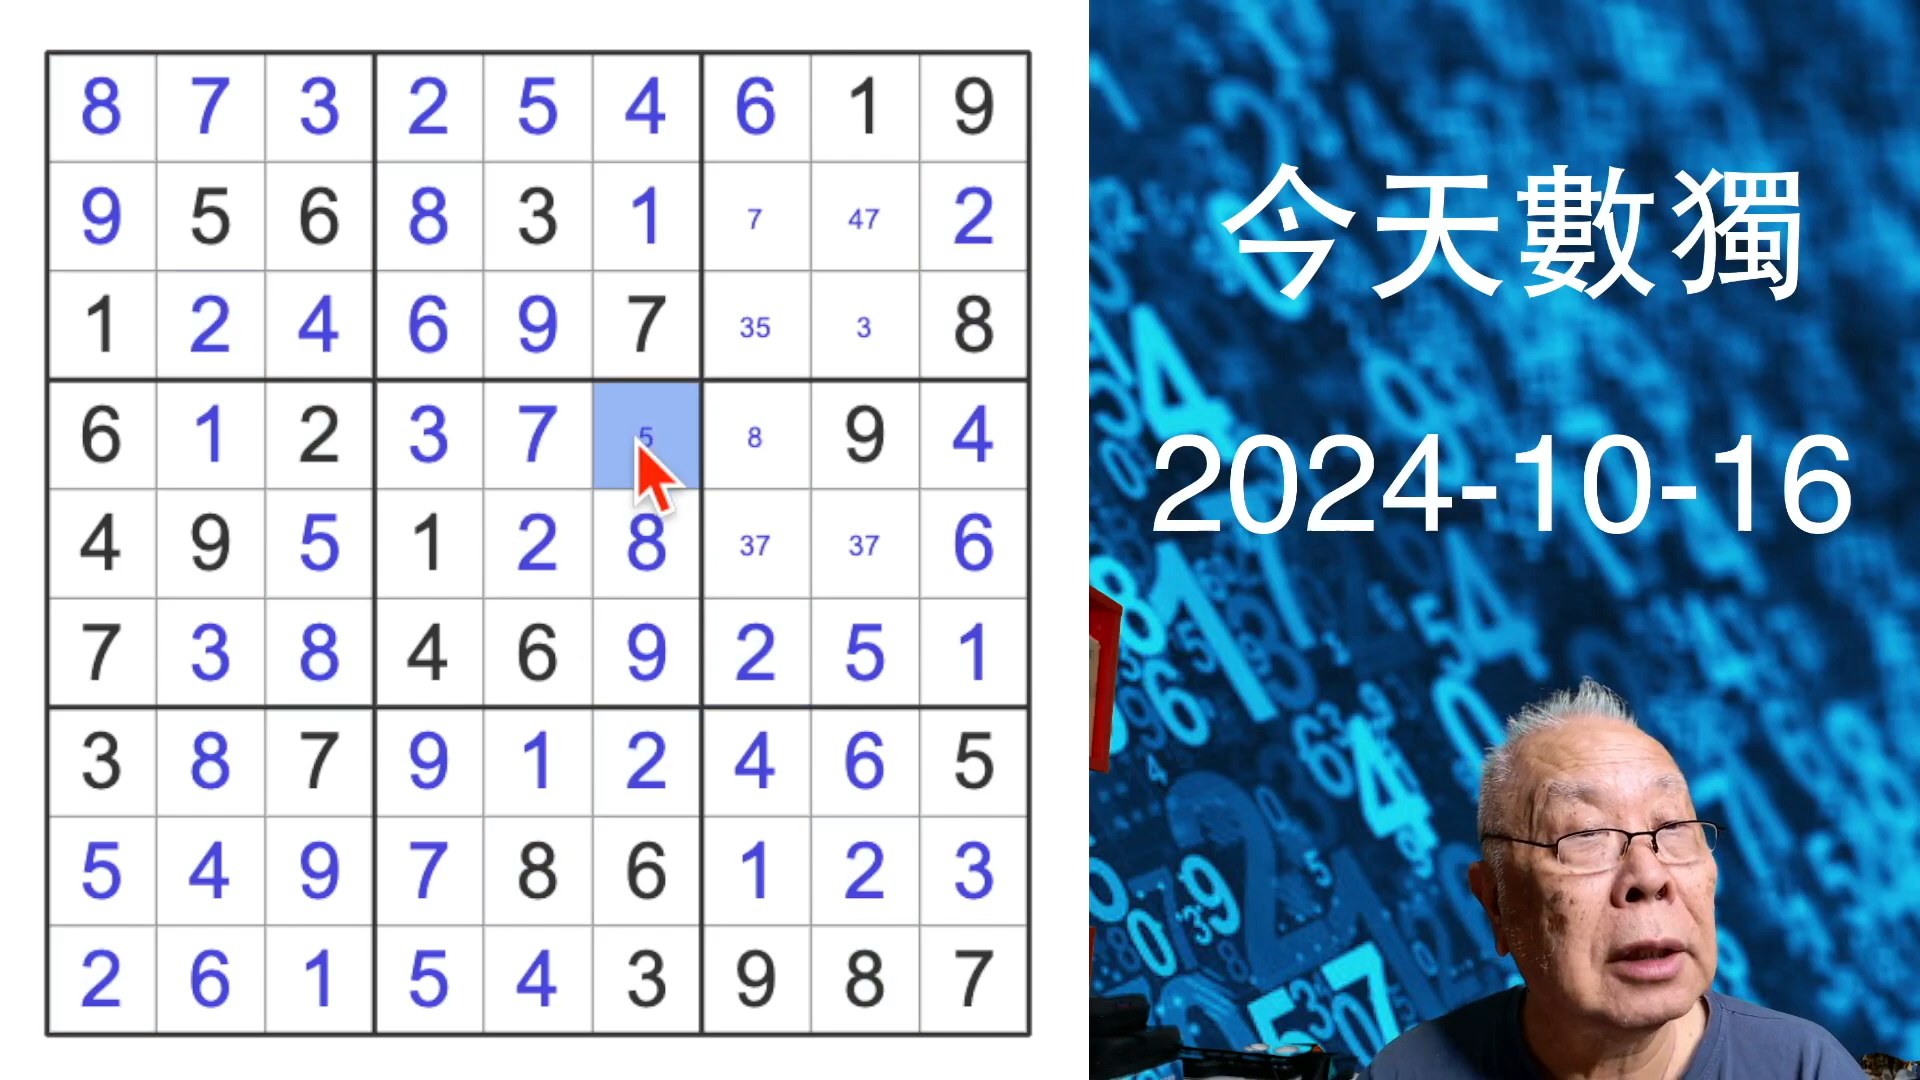 8 7 3 2 5 4 6 1 9
9 5 6 8 3 1 7 47 2
1 2 4 6 9 7 35 3 8
6 1 2 3 7 5 8 9 4
4 9 5 1 2 8 37 37 6
7 3 8 4 6 9 2 5 1
3 8 7 9 1 2 4 6 5
5 4 9 7 8 6 1 2 3
2 6 1 5 4 3 9 8 7
今天數獨
2024-10-16